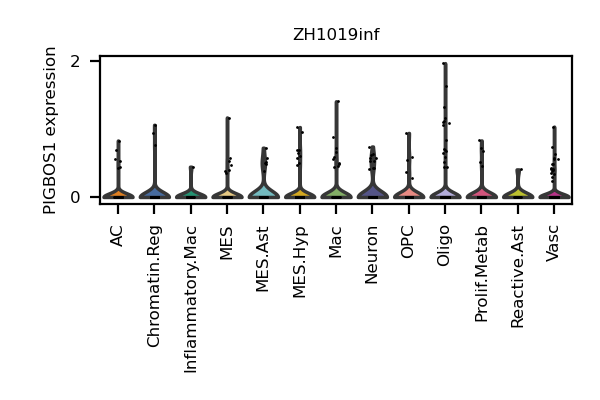 ZH1019inf
PIGBOS1 expression
2
0
AC
Chromatin.Reg
Inflammatory.Mac
MES
MES.Ast
MES.Hyp
Mac
Neuron
OPC
Oligo
Prolif.Metab
Reactive.Ast
Vasc